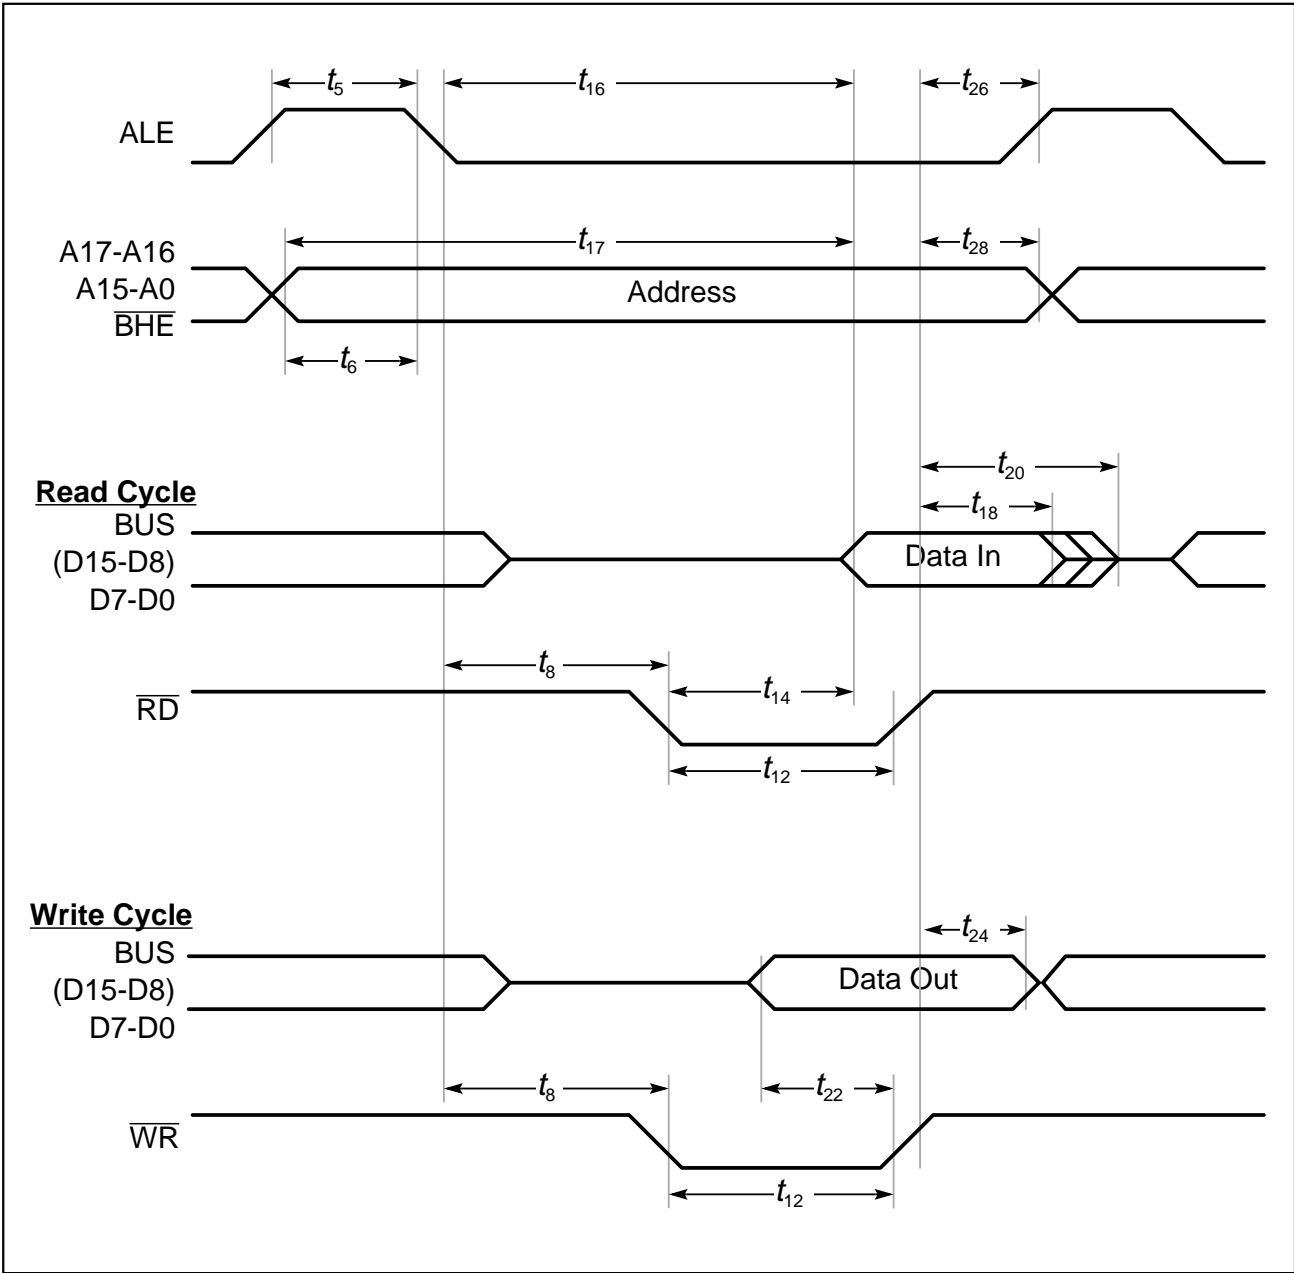 t5
t16
t26
ALE
A17-A16
t17
t28
A15-A0
Address
BHE
t6
t20
Read Cycle
t18
BUS
(D15-D8)
Data In
D7-D0
t8
t14
RD
t12
Write Cycle
t24
BUS
(D15-D8)
Data Out
D7-D0
t8
t22
WR
t12